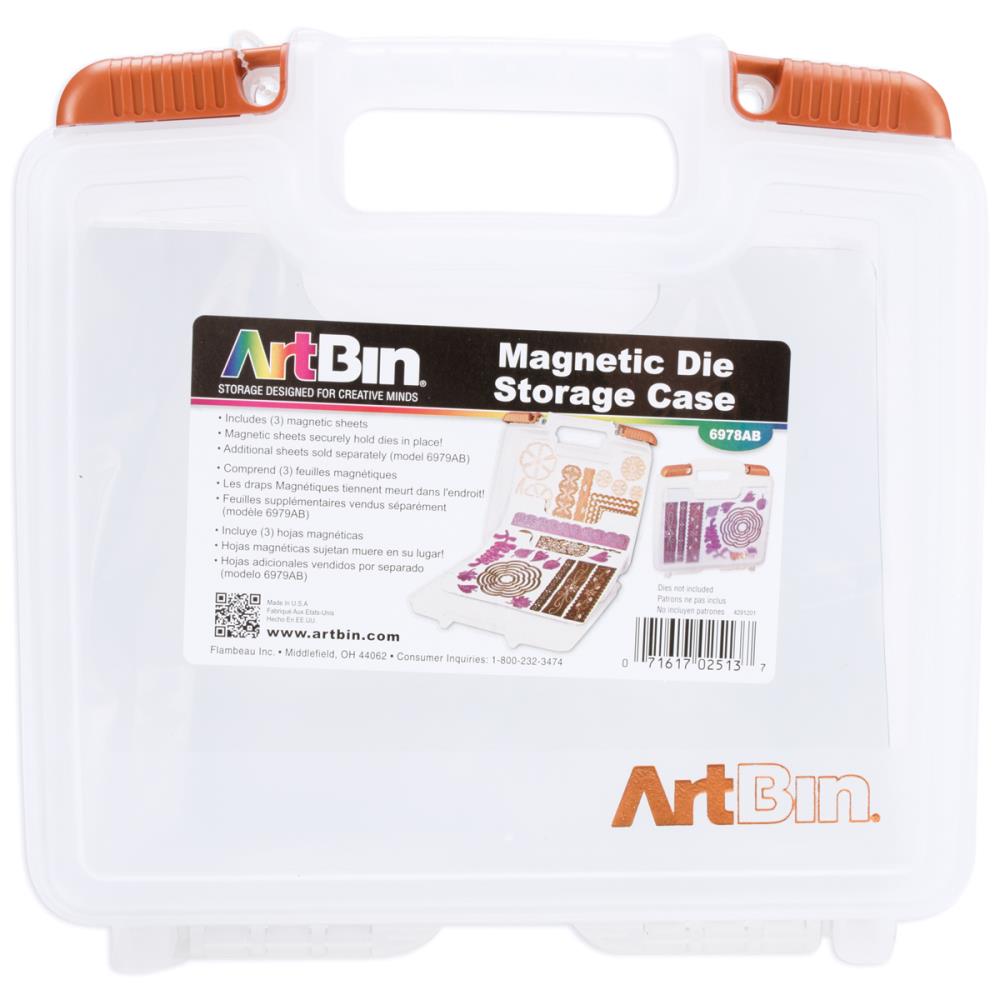 ArtBin®
STORAGE DESIGNED FOR CREATIVE MINDS
Magnetic Die
Storage Case
6978AB
• Includes (3) magnetic sheets
• Magnetic sheets securely hold dies in place!
• Additional sheets sold separately (model 6979AB)
• Comprend (3) feuilles magnétiques
• Les draps Magnétiques tiennent meurt dans l'endroit!
• Feuilles supplémentaires vendus séparément
(modèle 6979AB)
• Incluye (3) hojas magnéticas
• Hojas magnéticas sujetan muere en su lugar!
• Hojas adicionales vendidos por separado
(modelo 6979AB)
Made In U.S.A
Fabriqué Aux Etats-Unis
Hecho En EE.UU.
www.artbin.com
Flambeau Inc. • Middlefield, OH 44062 • Consumer Inquiries: 1-800-232-3474
Dies not included
Patrons ne pas inclus
No incluyen patrones 4291201
0 71617 02513 7
ArtBin®